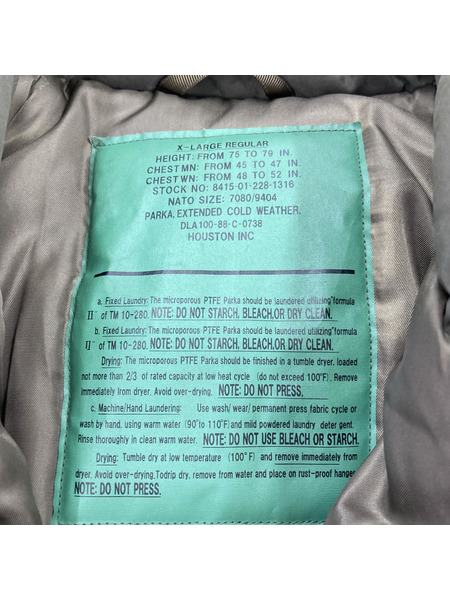 X-LARGE REGULAR
HEIGHT: FROM 75 TO 79 IN.
CHEST MN: FROM 45 TO 47 IN.
CHEST WN: FROM 48 TO 52 IN.
STOCK NO: 8415-01-228-1316
NATO SIZE: 7080/9404
PARKA, EXTENDED COLD WEATHER.
DLA100-88-C-0738
HOUSTON INC
a. Fixed Laundry: The microporous PTFE Parka should be laundered utilizing"formula
II" of TM 10-280. NOTE: DO NOT STARCH, BLEACH.OR DRY CLEAN.
b. Fixed Laundry: The microporous PTFE Parka should be laundered utilizing"formula
II" of TM 10-280. NOTE: DO NOT STARCH, BLEACH.OR DRY CLEAN.
Drying: The microporous PTFE Parka should be finished in a tumble dryer. loaded
not more than 2/3 of rated capacity at low heat cycle (do not exceed 100°F). Remove
immediately from dryer. Avoid over-drying. NOTE: DO NOT PRESS.
c. Machine/Hand Laundering: Use wash/wear/permanent press fabric cycle or
wash by hand. using warm water (90°to 110°F) and mild powdered laundry deter gent.
Rinse thoroughly in clean warm water. NOTE: DO NOT USE BLEACH OR STARCH.
Drying: Tumble dry at low temperature (100°F) and remove immediately from
dryer. Avoid over-drying.Todrip dry, remove from water and place on rust-proof hanger
NOTE: DO NOT PRESS.